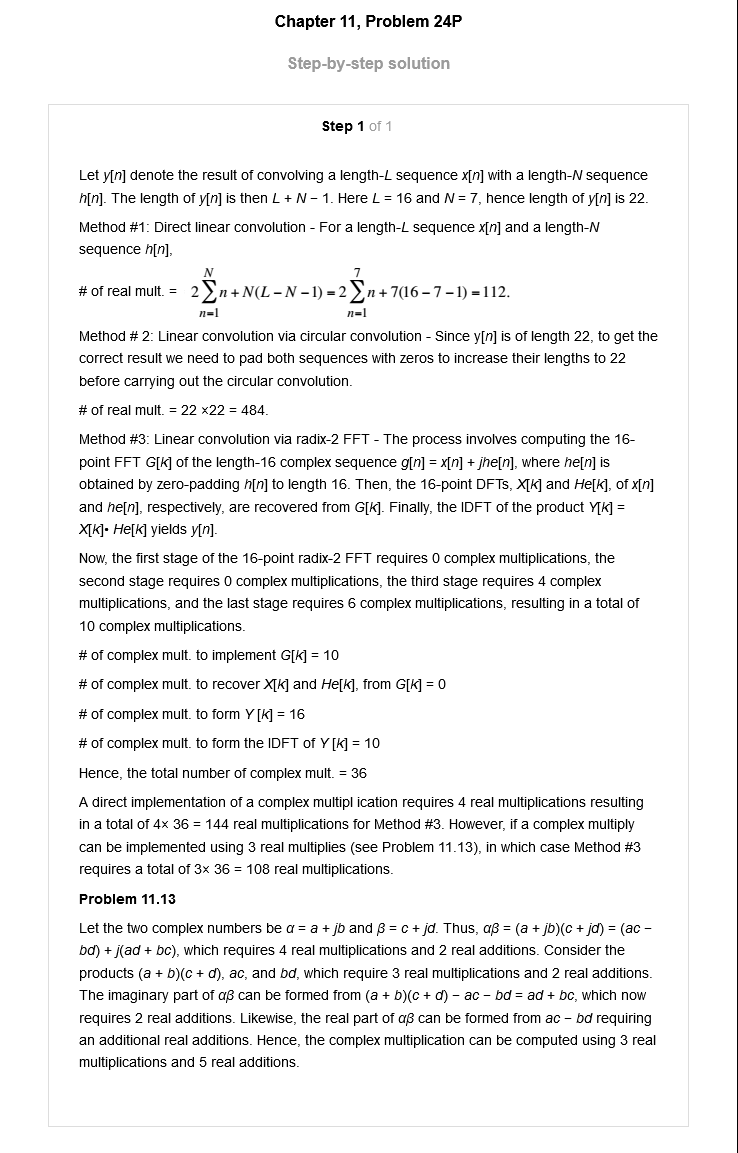 Chapter 11, Problem 24P
Step-by-step solution
Step 1 of 1
Let y[n] denote the result of convolving a length-L sequence x[n] with a length-N sequence
h[n]. The length of y[n] is then L + N − 1. Here L = 16 and N = 7, hence length of y[n] is 22.
Method #1: Direct linear convolution - For a length-L sequence x[n] and a length-N
sequence h[n],
# of real mult. = 2∑_{n=1}^{N} n + N(L − N − 1) = 2∑_{n=1}^{7} n + 7(16 − 7 − 1) = 112.
Method # 2: Linear convolution via circular convolution - Since y[n] is of length 22, to get the
correct result we need to pad both sequences with zeros to increase their lengths to 22
before carrying out the circular convolution.
# of real mult. = 22 ×22 = 484.
Method #3: Linear convolution via radix-2 FFT - The process involves computing the 16-
point FFT G[k] of the length-16 complex sequence g[n] = x[n] + jhe[n], where he[n] is
obtained by zero-padding h[n] to length 16. Then, the 16-point DFTs, X[k] and He[k], of x[n]
and he[n], respectively, are recovered from G[k]. Finally, the IDFT of the product Y[k] =
X[k]• He[k] yields y[n].
Now, the first stage of the 16-point radix-2 FFT requires 0 complex multiplications, the
second stage requires 0 complex multiplications, the third stage requires 4 complex
multiplications, and the last stage requires 6 complex multiplications, resulting in a total of
10 complex multiplications.
# of complex mult. to implement G[k] = 10
# of complex mult. to recover X[k] and He[k], from G[k] = 0
# of complex mult. to form Y [k] = 16
# of complex mult. to form the IDFT of Y [k] = 10
Hence, the total number of complex mult. = 36
A direct implementation of a complex multipl ication requires 4 real multiplications resulting
in a total of 4× 36 = 144 real multiplications for Method #3. However, if a complex multiply
can be implemented using 3 real multiplies (see Problem 11.13), in which case Method #3
requires a total of 3× 36 = 108 real multiplications.
Problem 11.13
Let the two complex numbers be α = a + jb and β = c + jd. Thus, αβ = (a + jb)(c + jd) = (ac −
bd) + j(ad + bc), which requires 4 real multiplications and 2 real additions. Consider the
products (a + b)(c + d), ac, and bd, which require 3 real multiplications and 2 real additions.
The imaginary part of αβ can be formed from (a + b)(c + d) − ac − bd = ad + bc, which now
requires 2 real additions. Likewise, the real part of αβ can be formed from ac − bd requiring
an additional real additions. Hence, the complex multiplication can be computed using 3 real
multiplications and 5 real additions.